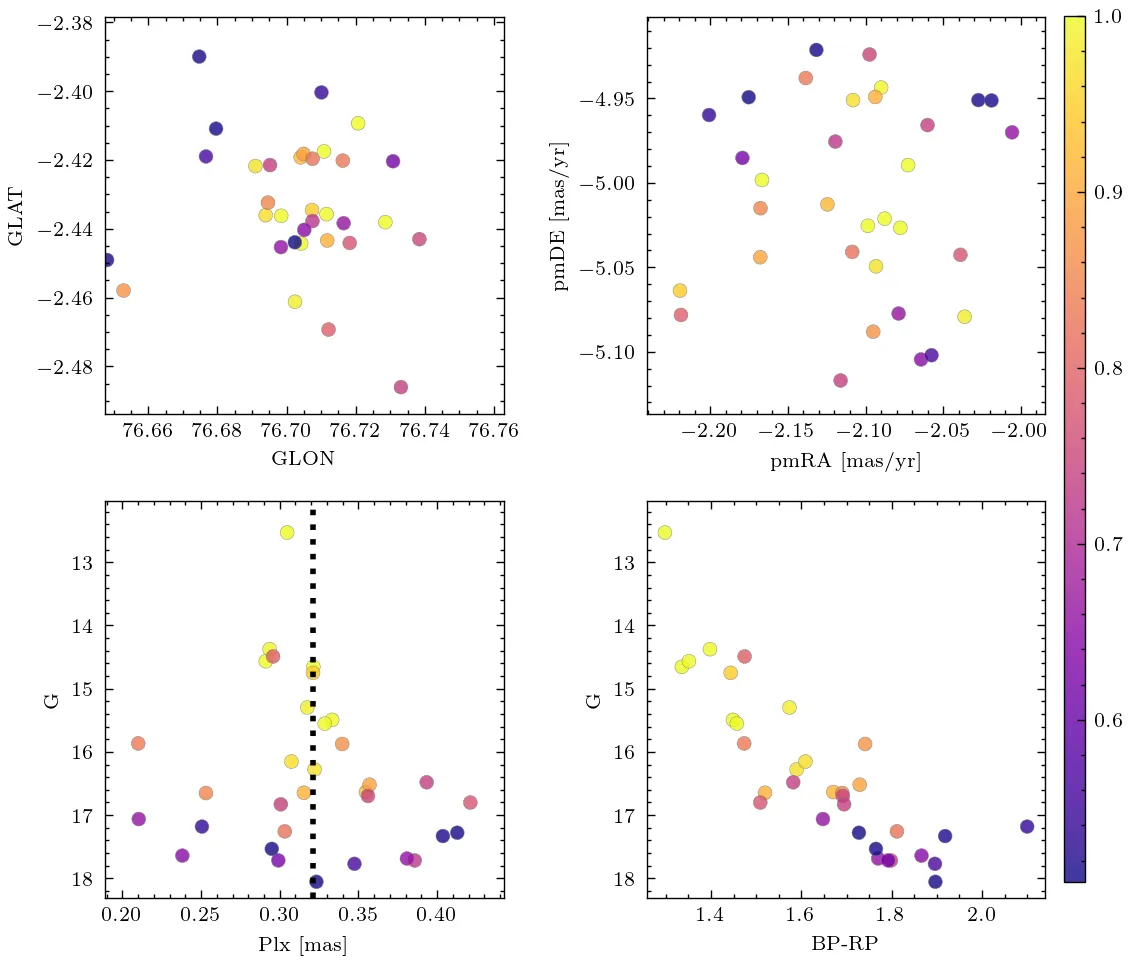 −2.38
−2.40
−2.42
−2.44
−2.46
−2.48
GLAT
76.66 76.68 76.70 76.72 76.74 76.76
GLON
−4.95
−5.00
−5.05
−5.10
pmDE [mas/yr]
−2.20 −2.15 −2.10 −2.05 −2.00
pmRA [mas/yr]
1.0
0.9
0.8
0.7
0.6
13
14
15
16
17
18
G
0.20 0.25 0.30 0.35 0.40
Plx [mas]
13
14
15
16
17
18
G
1.4 1.6 1.8 2.0
BP-RP